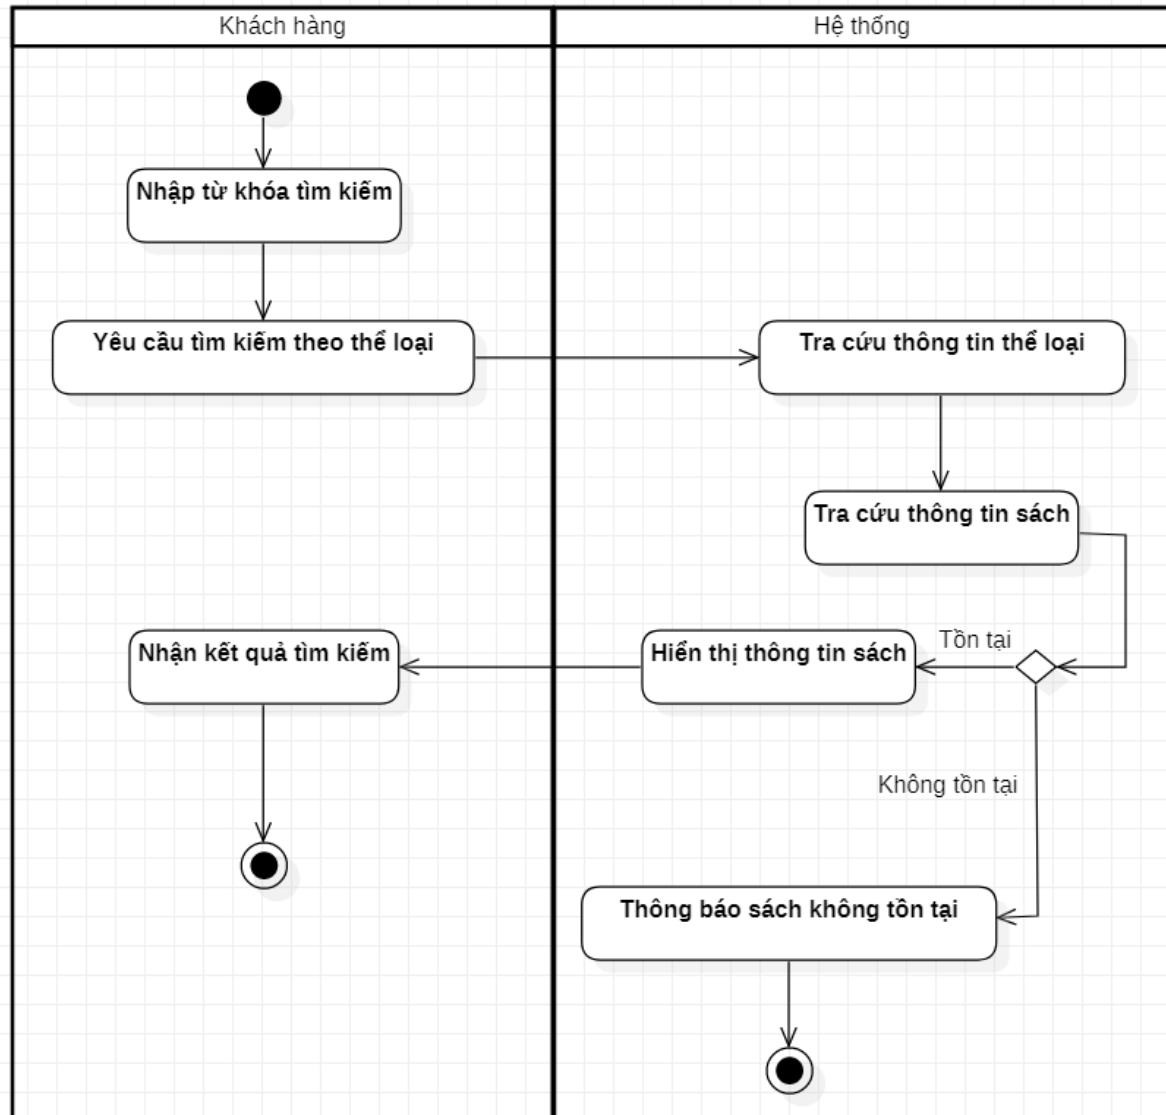 Khách hàng
Hệ thống
Nhập từ khóa tìm kiếm
Yêu cầu tìm kiếm theo thể loại
Tra cứu thông tin thể loại
Tra cứu thông tin sách
Tồn tại
Hiển thị thông tin sách
Nhận kết quả tìm kiếm
Không tồn tại
Thông báo sách không tồn tại